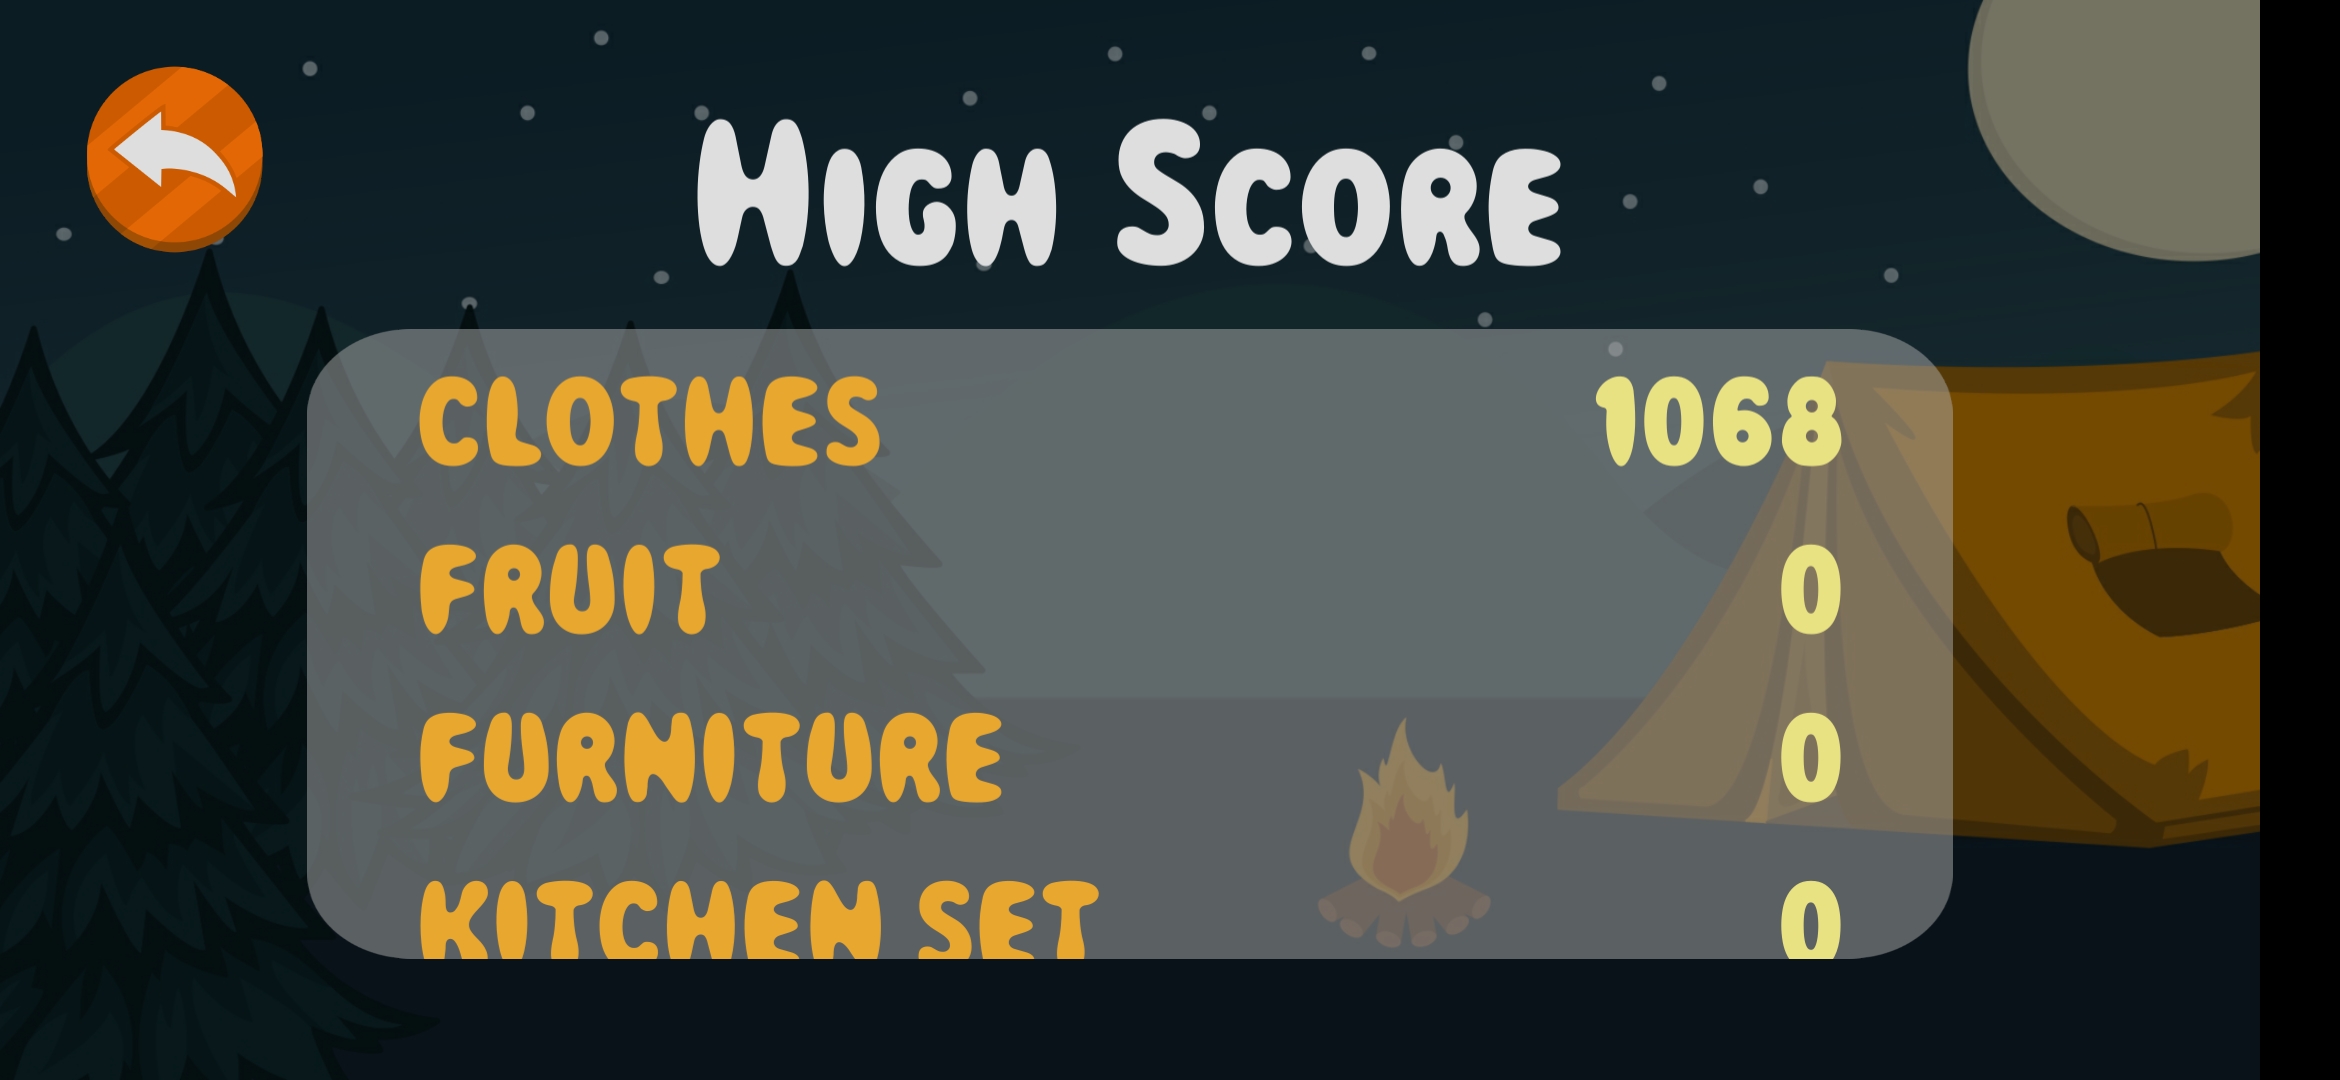 High Score
CLOTHES 1068
FRUIT 0
FURNITURE 0
KITCHEN SET 0